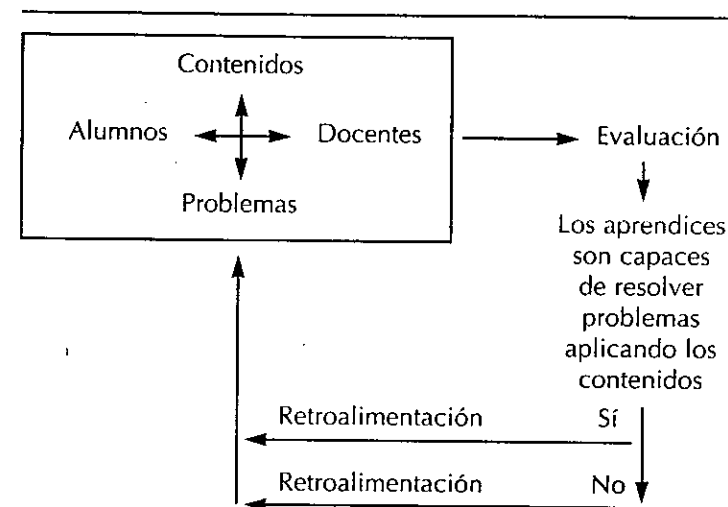 Contenidos
Alumnos Docentes Evaluación
Problemas
Los aprendices
son capaces
de resolver
problemas
aplicando los
contenidos
Retroalimentación Sí
Retroalimentación No